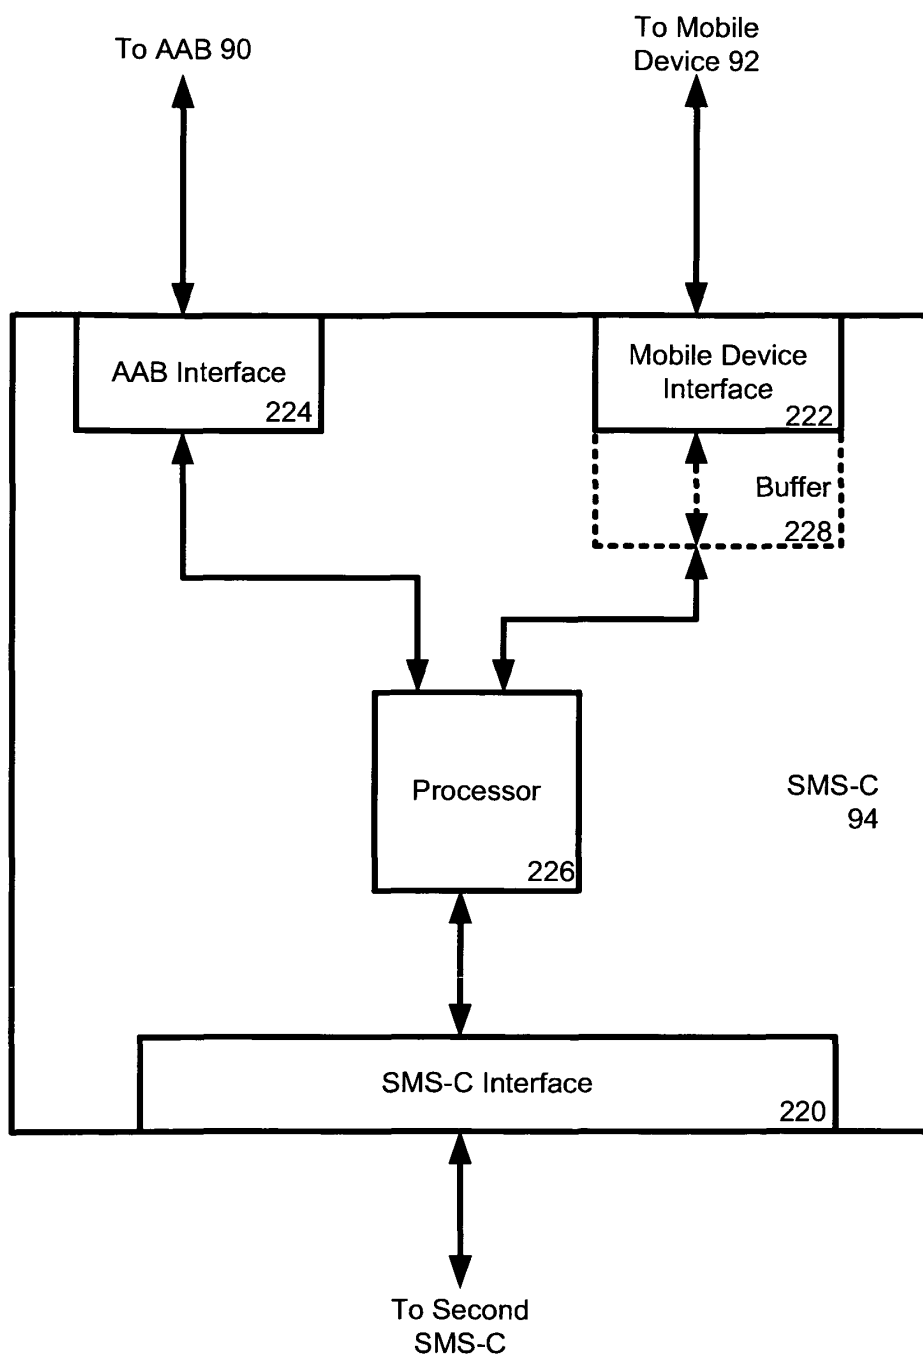 To AAB 90
To Mobile
Device 92
AAB Interface
224
Mobile Device
Interface
222
Buffer
228
Processor
226
SMS-C
94
SMS-C Interface
220
To Second
SMS-C